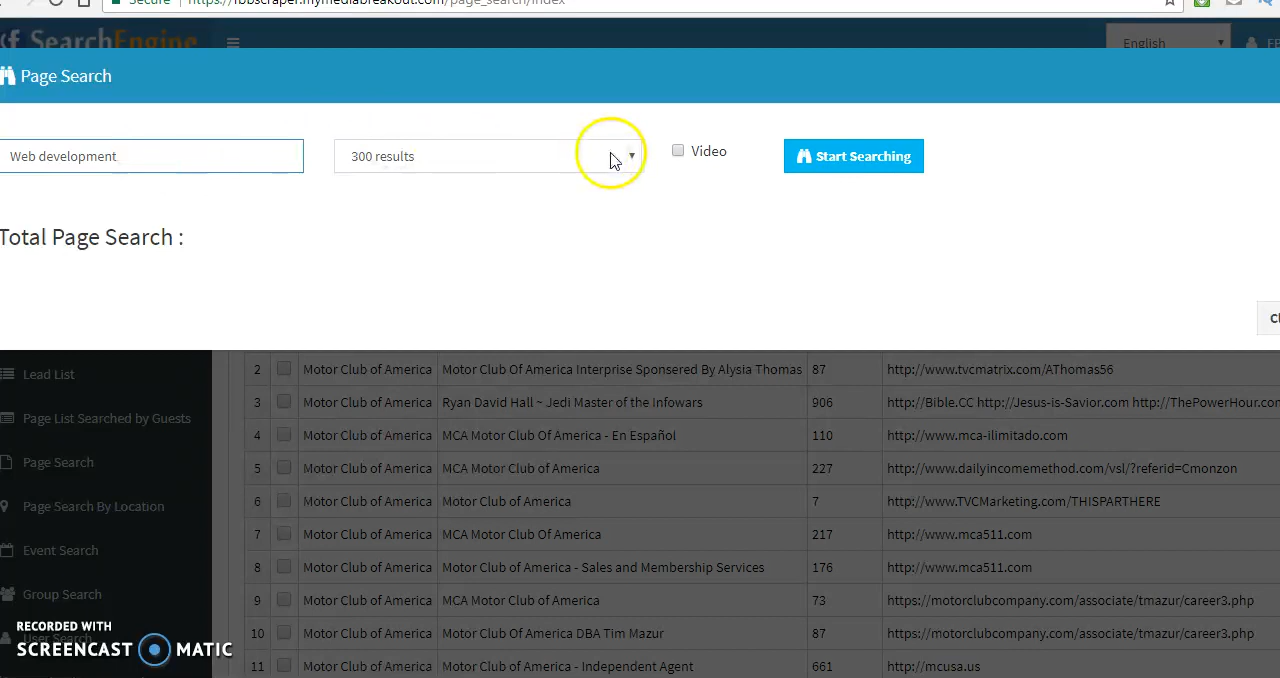 Secure https://fbbscraper.mymediabreakout.com/page_search/index
f SearchEngine
English
Page Search
Web development
300 results
Video
Start Searching
Total Page Search :
2 Motor Club of America Motor Club Of America Interprise Sponsered By Alysia Thomas 87 http://www.tvcmatrix.com/AThomas56
Lead List
3 Motor Club of America Ryan David Hall ~ Jedi Master of the Infowars 906 http://Bible.CC http://Jesus-is-Savior.com http://ThePowerHour.com
Page List Searched by Guests
4 Motor Club of America MCA Motor Club Of America - En Español 110 http://www.mca-ilimitado.com
Page Search
5 Motor Club of America MCA Motor Club of America 227 http://www.dailyincomemethod.com/vsl/?referid=Cmonzon
Page Search By Location
6 Motor Club of America Motor Club of America 7 http://www.TVCMarketing.com/THISPARTHERE
7 Motor Club of America MCA Motor Club Of America 217 http://www.mca511.com
Event Search
8 Motor Club of America Motor Club of America - Sales and Membership Services 176 http://www.mca511.com
Group Search
9 Motor Club of America MCA Motor Club of America 73 https://motorclubcompany.com/associate/tmazur/career3.php
User Search
10 Motor Club of America Motor Club Of America DBA Tim Mazur 87 https://motorclubcompany.com/associate/tmazur/career3.php
11 Motor Club of America Motor Club of America - Independent Agent 661 http://mcusa.us
RECORDED WITH
SCREENCAST MATIC